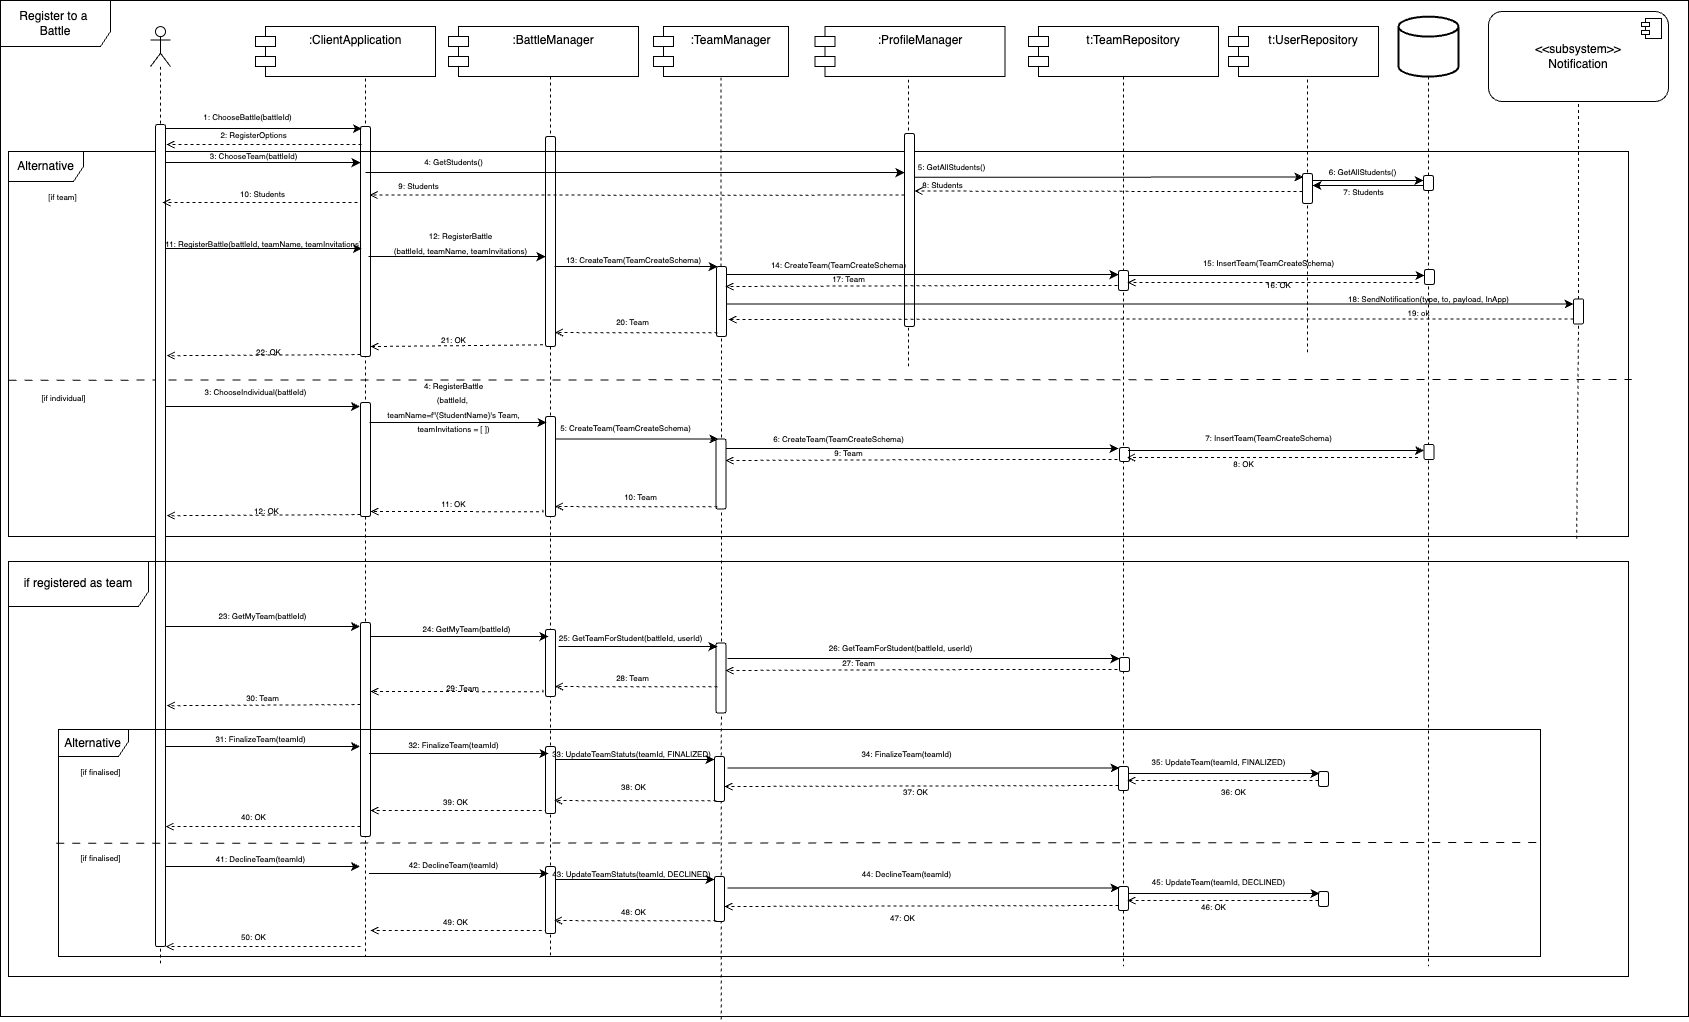 Register to a
Battle
:ClientApplication
:BattleManager
:TeamManager
:ProfileManager
t:TeamRepository
t:UserRepository
<<subsystem>>
Notification
1: ChooseBattle(battleId)
2: RegisterOptions
Alternative
3: ChooseTeam(battleId)
4: GetStudents()
5: GetAllStudents()
6: GetAllStudents()
7: Students
8: Students
9: Students
10: Students
[if team]
11: RegisterBattle(battleId, teamName, teamInvitations
12: RegisterBattle
(battleId, teamName, teamInvitations)
13: CreateTeam(TeamCreateSchema)
14: CreateTeam(TeamCreateSchema)
15: InsertTeam(TeamCreateSchema)
16: OK
17: Team
18: SendNotification(type, to, payload, InApp)
19: ok
20: Team
21: OK
22: OK
[if individual]
3: ChooseIndividual(battleId)
4: RegisterBattle
(battleId,
teamName=f"(StudentName)'s Team,
teamInvitations = [ ])
5: CreateTeam(TeamCreateSchema)
6: CreateTeam(TeamCreateSchema)
7: InsertTeam(TeamCreateSchema)
8: OK
9: Team
10: Team
11: OK
12: OK
if registered as team
23: GetMyTeam(battleId)
24: GetMyTeam(battleId)
25: GetTeamForStudent(battleId, userId)
26: GetTeamForStudent(battleId, userId)
27: Team
28: Team
29: Team
30: Team
Alternative
31: FinalizeTeam(teamId)
32: FinalizeTeam(teamId)
33: UpdateTeamStatuts(teamId, FINALIZED)
34: FinalizeTeam(teamId)
35: UpdateTeam(teamId, FINALIZED)
[if finalised]
36: OK
37: OK
38: OK
39: OK
40: OK
[if finalised]
41: DeclineTeam(teamId)
42: DeclineTeam(teamId)
43: UpdateTeamStatuts(teamId, DECLINED)
44: DeclineTeam(teamId)
45: UpdateTeam(teamId, DECLINED)
46: OK
47: OK
48: OK
49: OK
50: OK